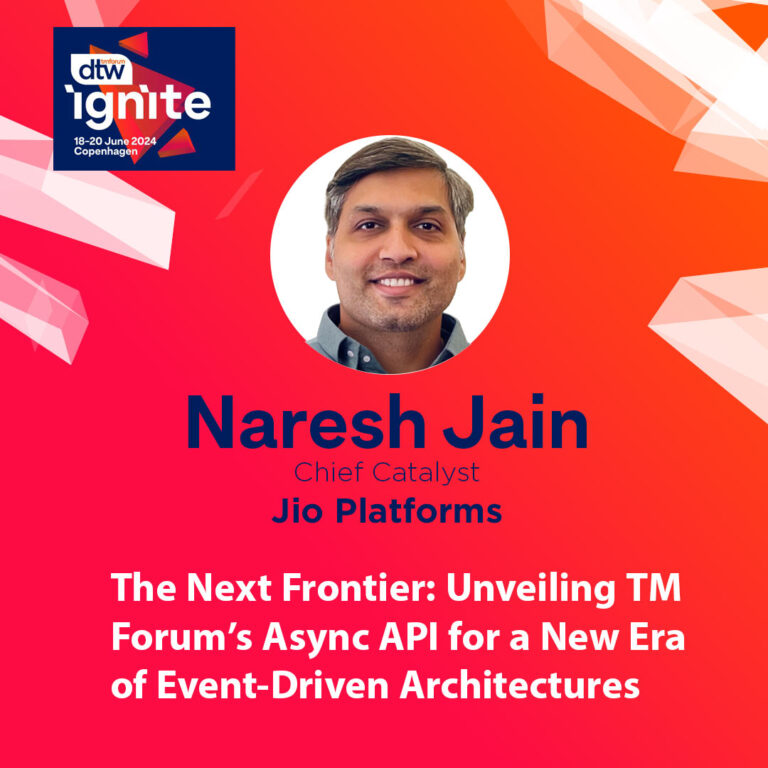 tmforum
dtw
ignite
18-20 June 2024
Copenhagen
Naresh Jain
Chief Catalyst
Jio Platforms
The Next Frontier: Unveiling TM
Forum’s Async API for a New Era
of Event-Driven Architectures